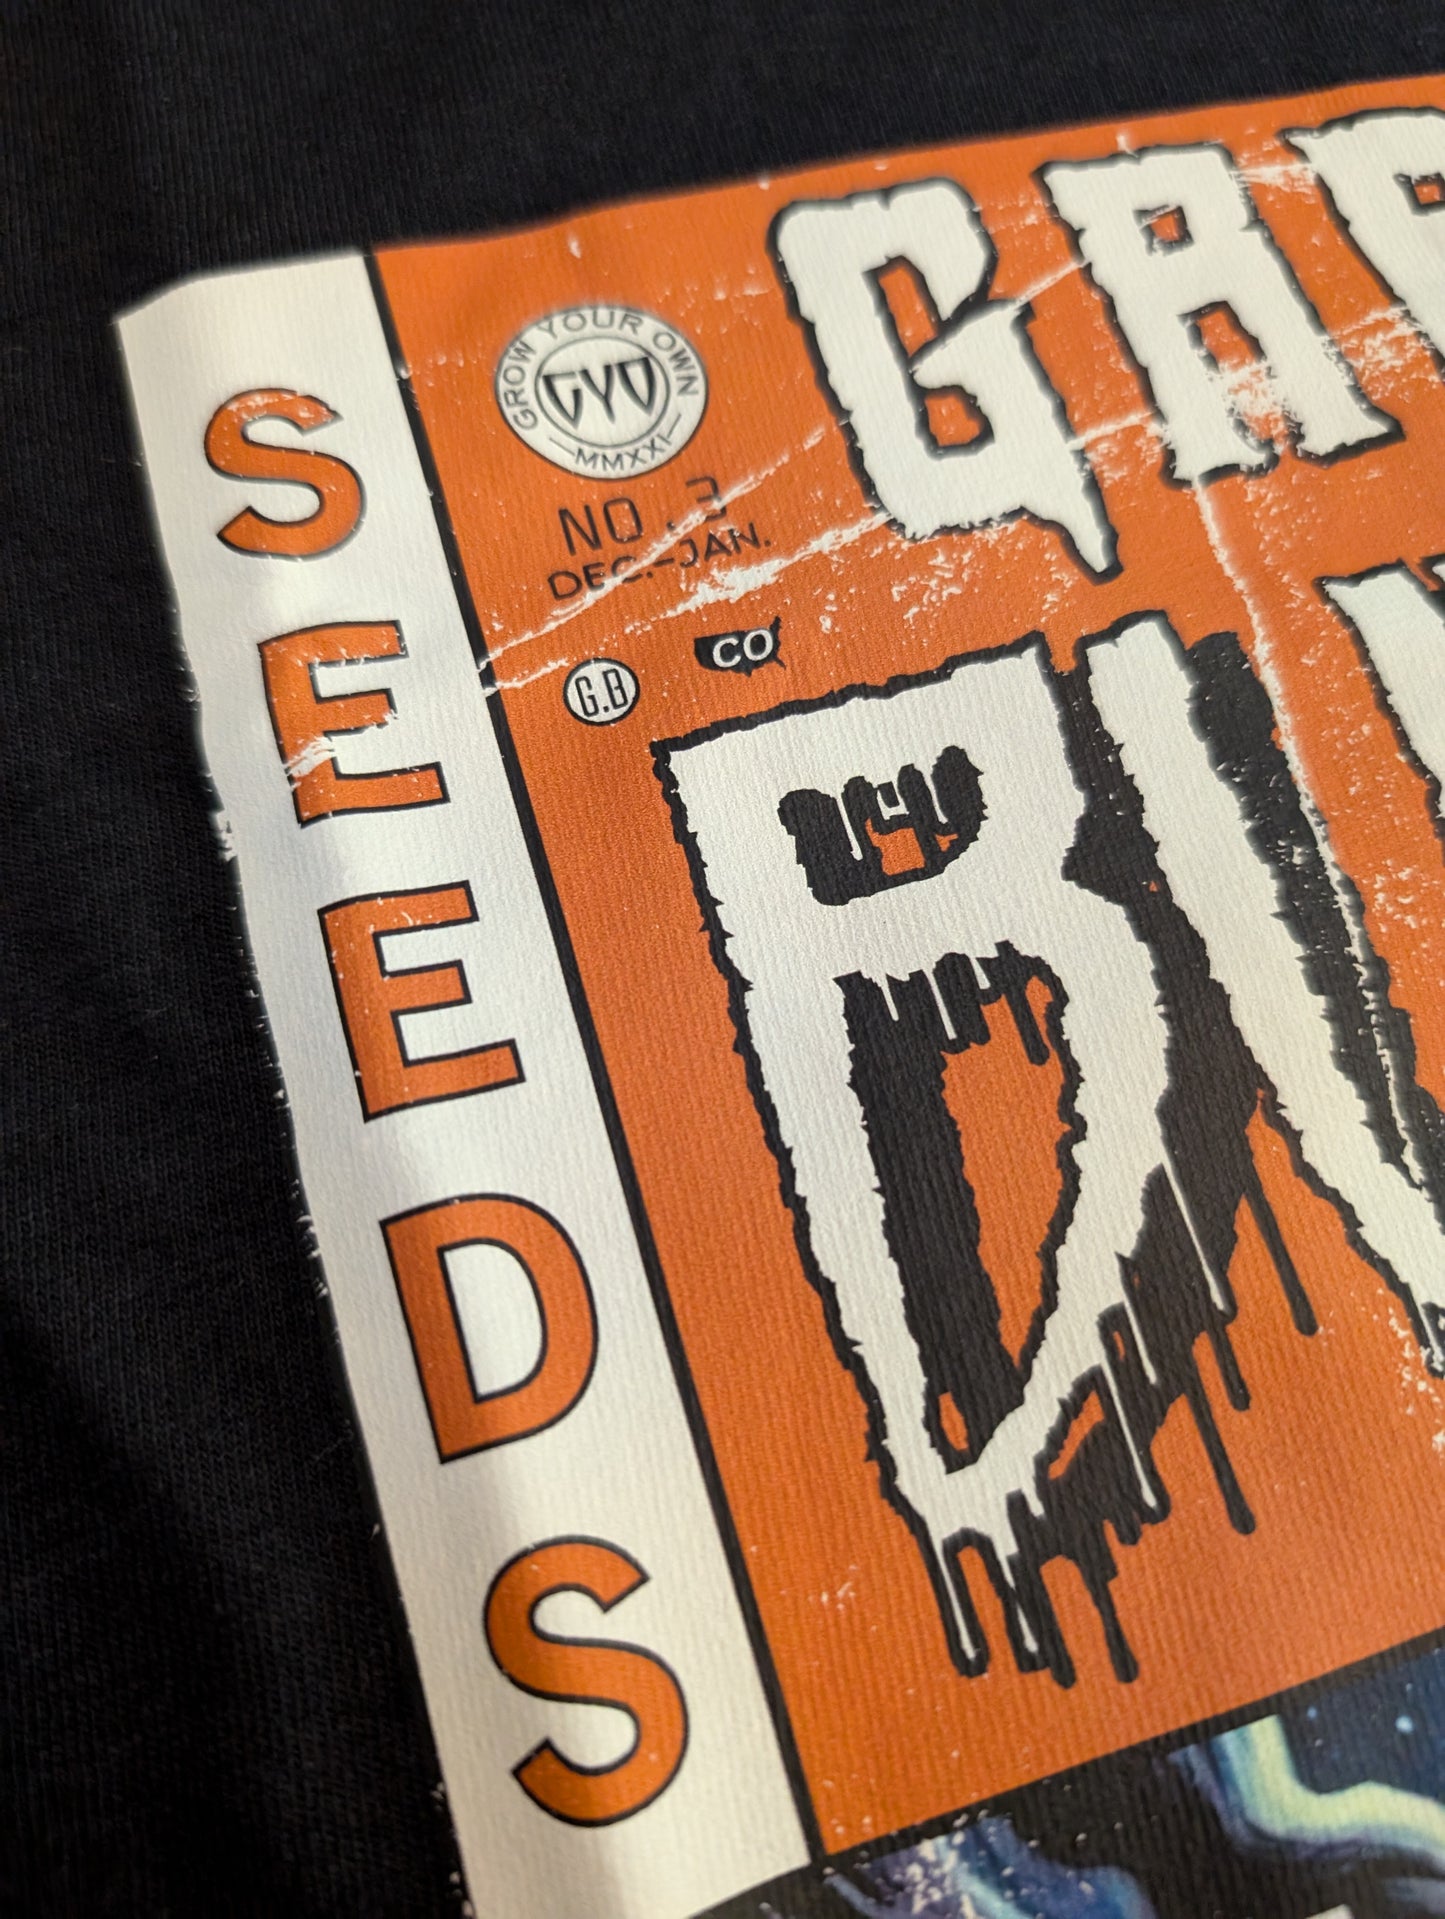 SEEDS
GROW YOUR OWN
GYO
MMXXI
NO.3
DEC.-JAN.
CO
G.B